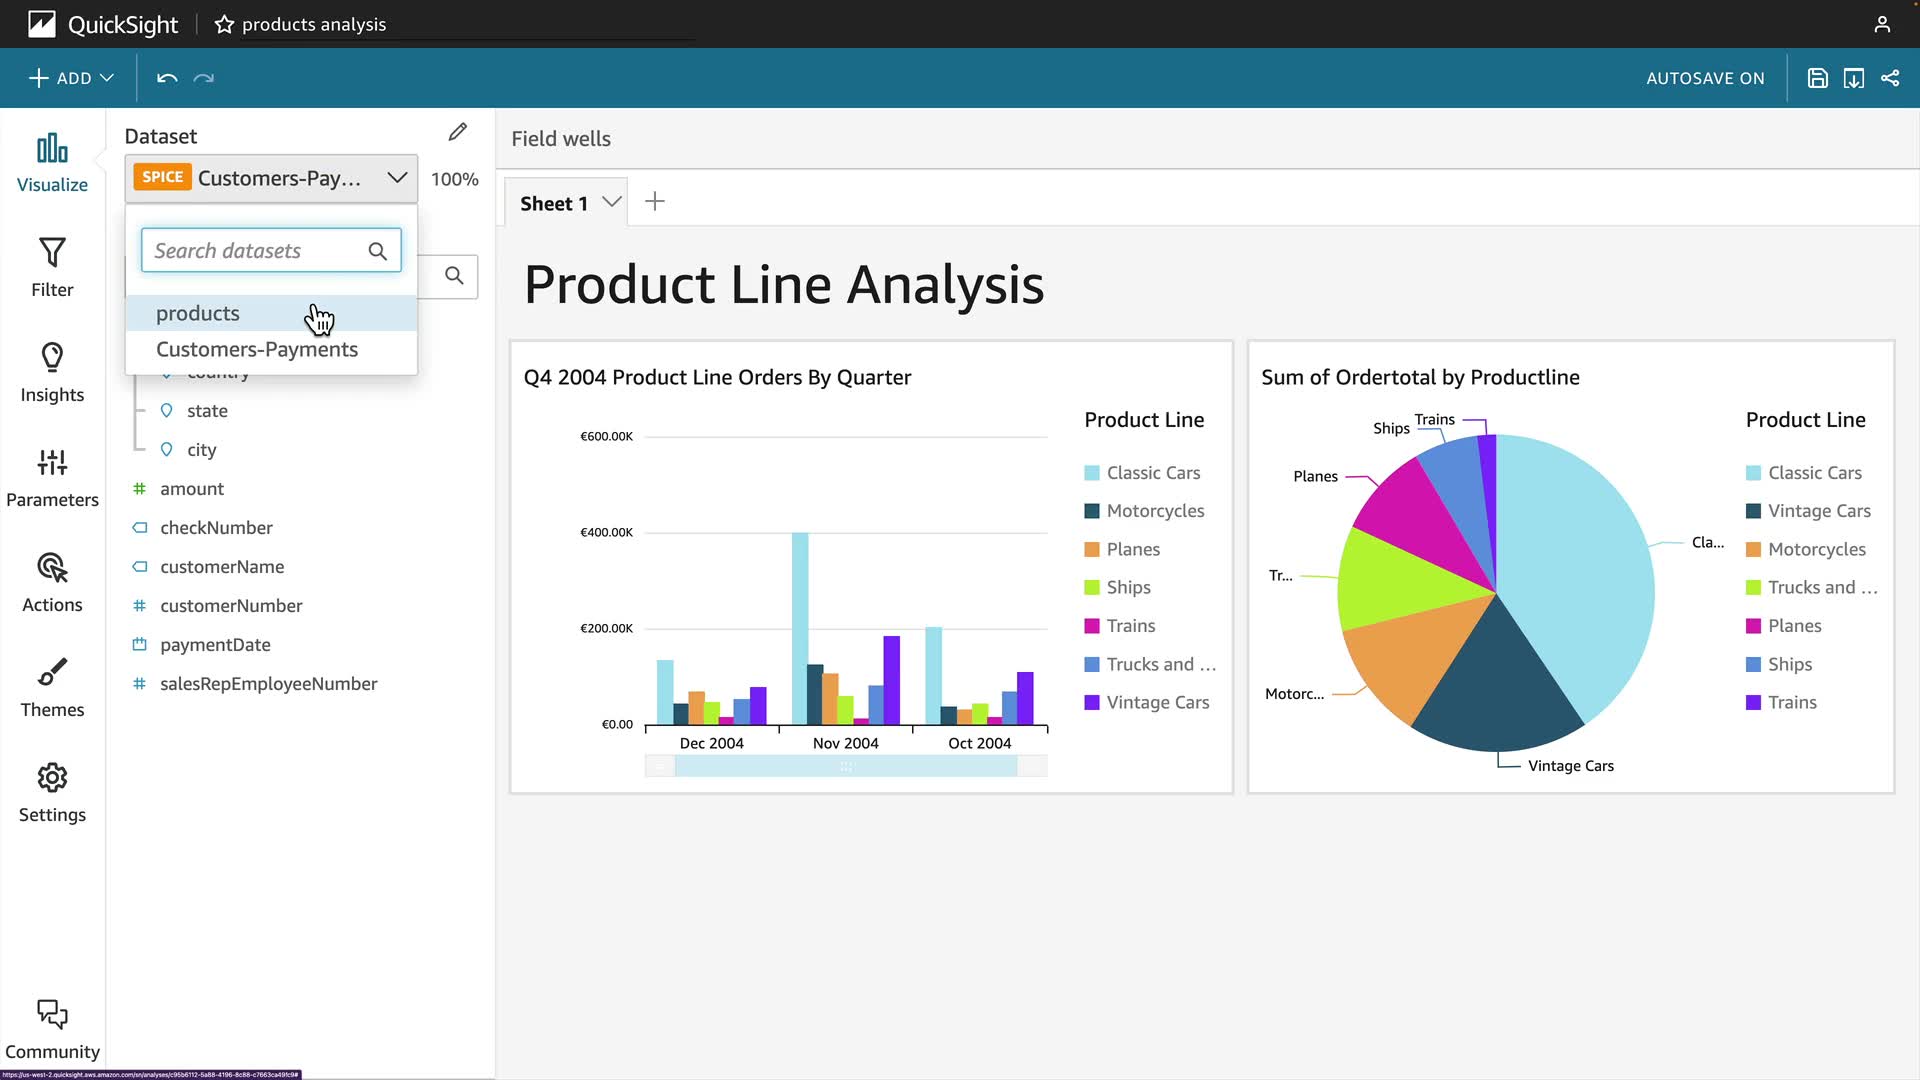 QuickSight
products analysis
ADD
AUTOSAVE ON
Visualize
Filter
Insights
Parameters
Actions
Themes
Settings
Community
Dataset
SPICE Customers-Pay...
100%
Search datasets
products
Customers-Payments
country
state
city
amount
checkNumber
customerName
customerNumber
paymentDate
salesRepEmployeeNumber
Field wells
Sheet 1
Product Line Analysis
Q4 2004 Product Line Orders By Quarter
€600.00K
€400.00K
€200.00K
€0.00
Dec 2004
Nov 2004
Oct 2004
Product Line
Classic Cars
Motorcycles
Planes
Ships
Trains
Trucks and ...
Vintage Cars
Sum of Ordertotal by Productline
Trains
Ships
Planes
Tr...
Motorc...
Cla...
Vintage Cars
Product Line
Classic Cars
Vintage Cars
Motorcycles
Trucks and ...
Planes
Ships
Trains